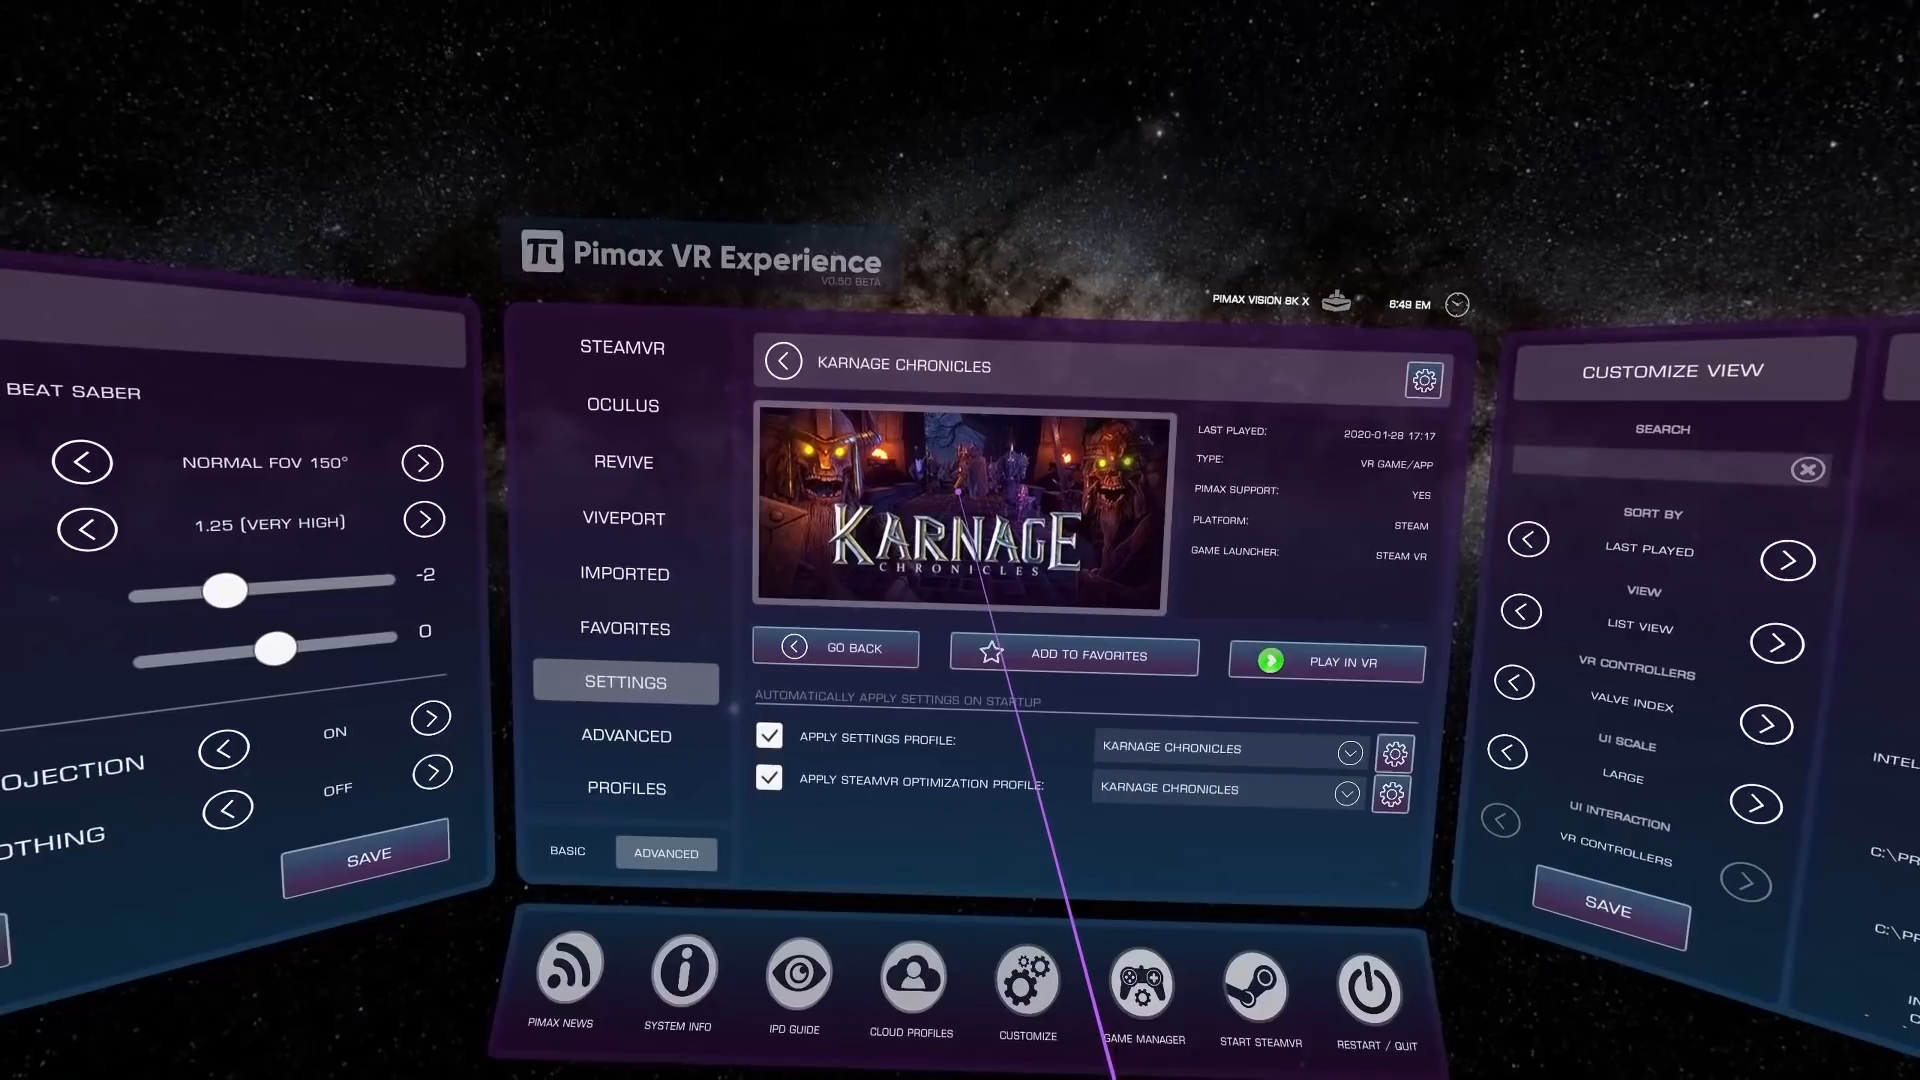 π Pimax VR Experience
V0.50 BETA
PIMAX VISION 8K X
6:49 EM
BEAT SABER
NORMAL FOV 150°
1.25 (VERY HIGH)
-2
0
ON
OJECTION
OFF
OTHING
SAVE
STEAMVR
OCULUS
REVIVE
VIVEPORT
IMPORTED
FAVORITES
SETTINGS
ADVANCED
PROFILES
BASIC
ADVANCED
KARNAGE CHRONICLES
KARNAGE
CHRONICLES
LAST PLAYED: 2020-01-28 17:17
TYPE: VR GAME/APP
PIMAX SUPPORT: YES
PLATFORM: STEAM
GAME LAUNCHER: STEAM VR
GO BACK
ADD TO FAVORITES
PLAY IN VR
AUTOMATICALLY APPLY SETTINGS ON STARTUP
APPLY SETTINGS PROFILE: KARNAGE CHRONICLES
APPLY STEAMVR OPTIMIZATION PROFILE: KARNAGE CHRONICLES
PIMAX NEWS
SYSTEM INFO
IPD GUIDE
CLOUD PROFILES
CUSTOMIZE
GAME MANAGER
START STEAMVR
RESTART / QUIT
CUSTOMIZE VIEW
SEARCH
SORT BY
LAST PLAYED
VIEW
LIST VIEW
VR CONTROLLERS
VALVE INDEX
UI SCALE
LARGE
UI INTERACTION
VR CONTROLLERS
SAVE
INTEL
C:\PR
C:\PR